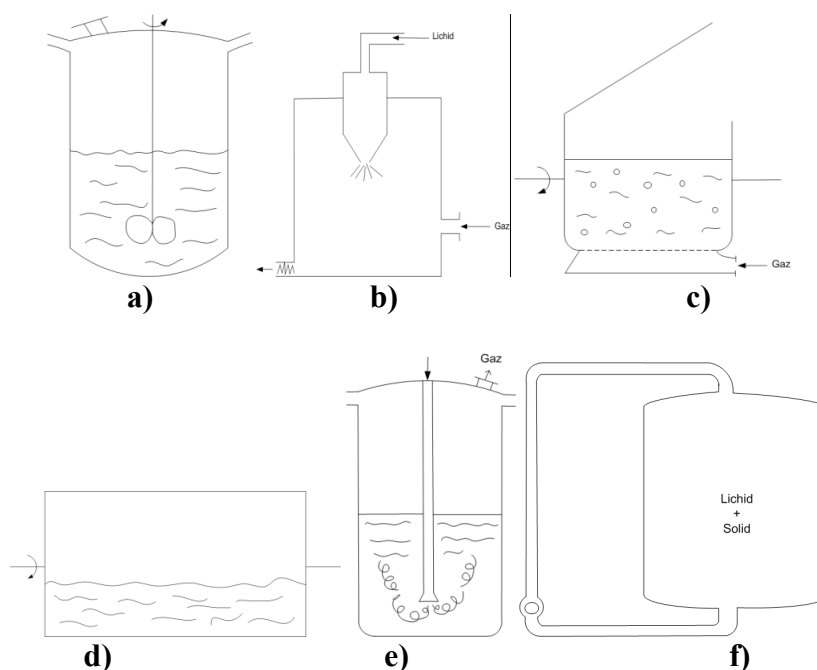 Lichid
Gaz
Gaz
a)
b)
c)
Gaz
Lichid
+
Solid
d)
e)
f)